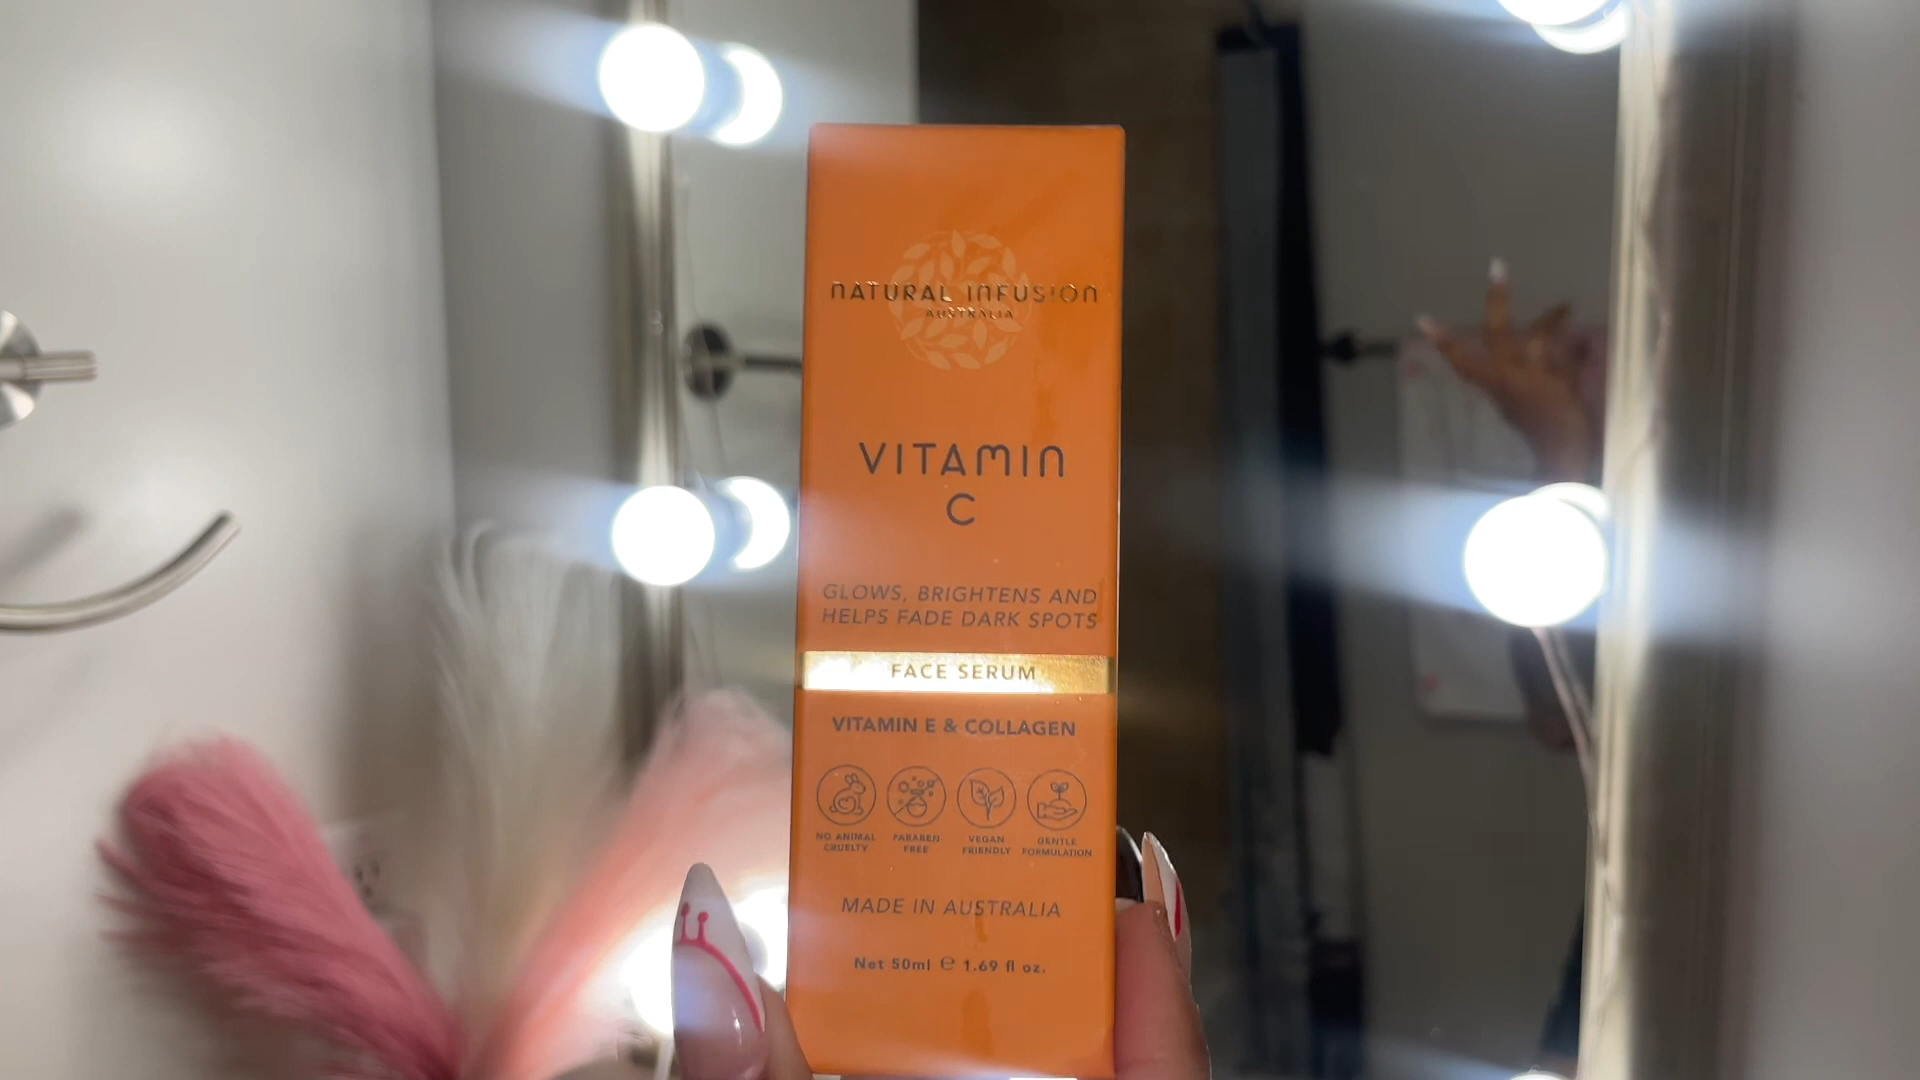 NATURAL INFUSION
AUSTRALIA
VITAMIN
C
GLOWS, BRIGHTENS AND
HELPS FADE DARK SPOTS
FACE SERUM
VITAMIN E & COLLAGEN
NO ANIMAL
CRUELTY
PARABEN
FREE
VEGAN
FRIENDLY
GENTLE
FORMULATION
MADE IN AUSTRALIA
Net 50ml ℮ 1.69 fl oz.